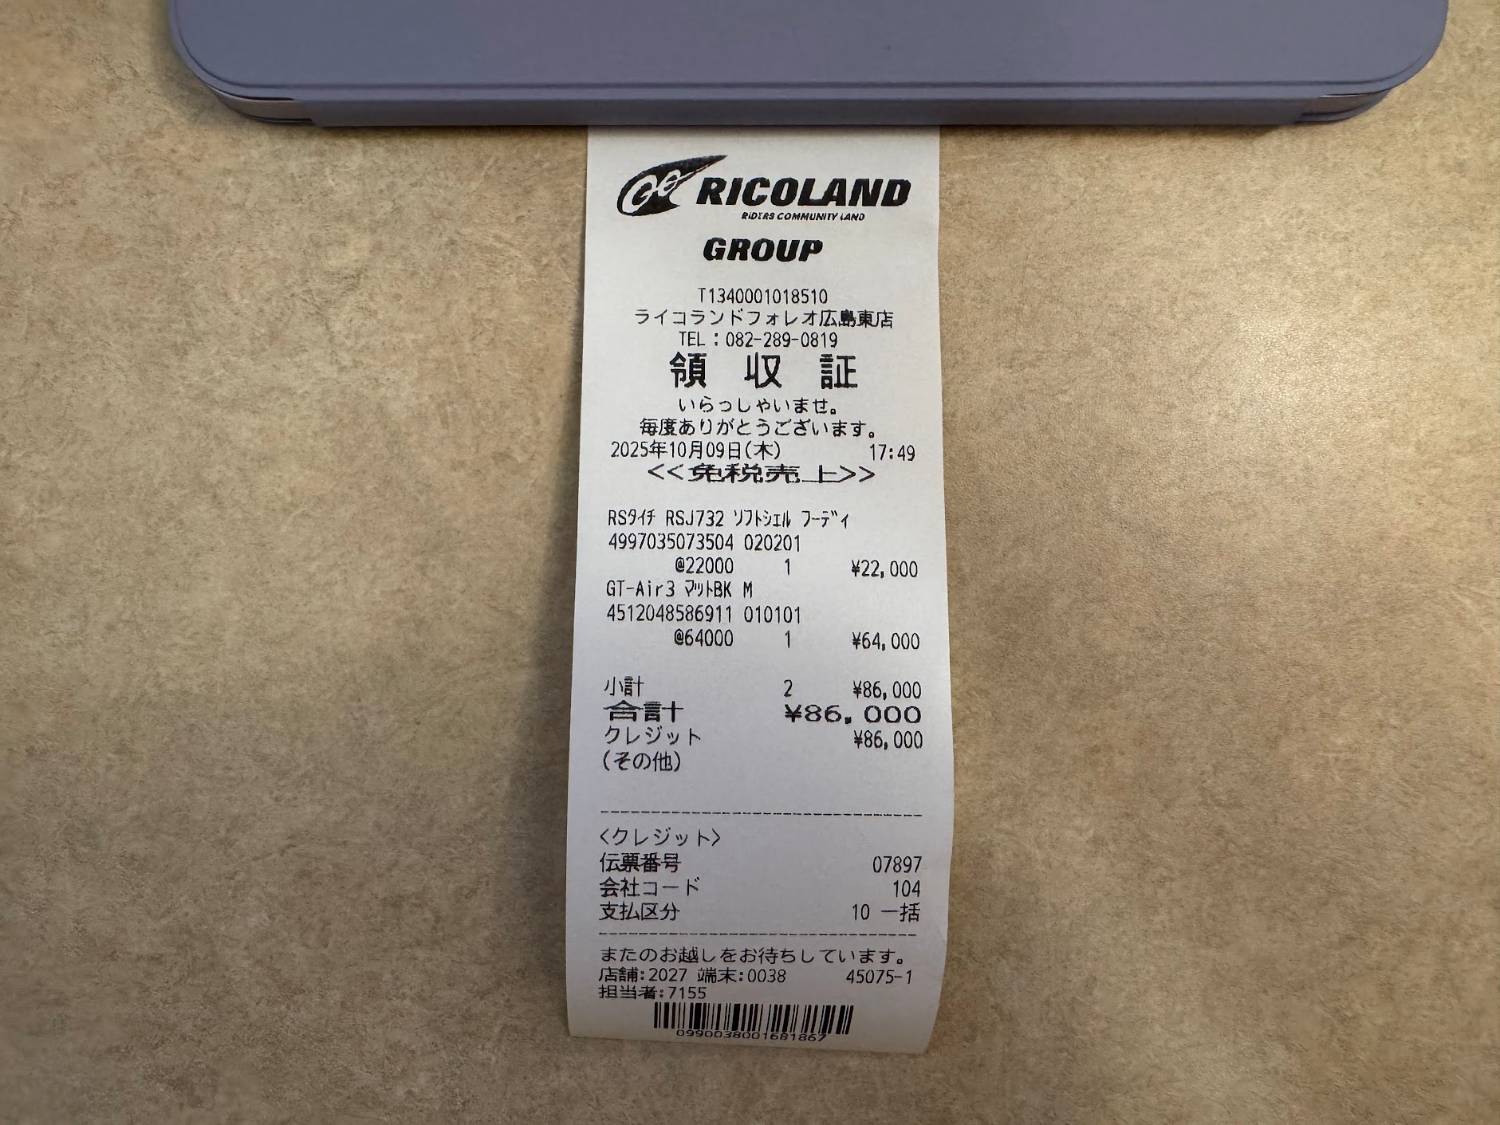 RICOLAND
RIDERS COMMUNITY LAND
GROUP
T1340001018510
ライコランドフォレオ広島東店
TEL：082-289-0819
領 収 証
いらっしゃいませ。
毎度ありがとうございます。
2025年10月09日(木) 17:49
<<免税売上>>
RSﾀｲﾁ RSJ732 ｿﾌﾄｼｪﾙ ﾌｰﾃﾞｨ
4997035073504 020201
@22000 1 ¥22,000
GT-Air3 ﾏｯﾄBK M
4512048586911 010101
@64000 1 ¥64,000
小計 2 ¥86,000
合計 ¥86,000
クレジット ¥86,000
(その他)
<クレジット>
伝票番号 07897
会社コード 104
支払区分 10 一括
またのお越しをお待ちしています。
店舗:2027 端末:0038 45075-1
担当者:7155
0990038001681867